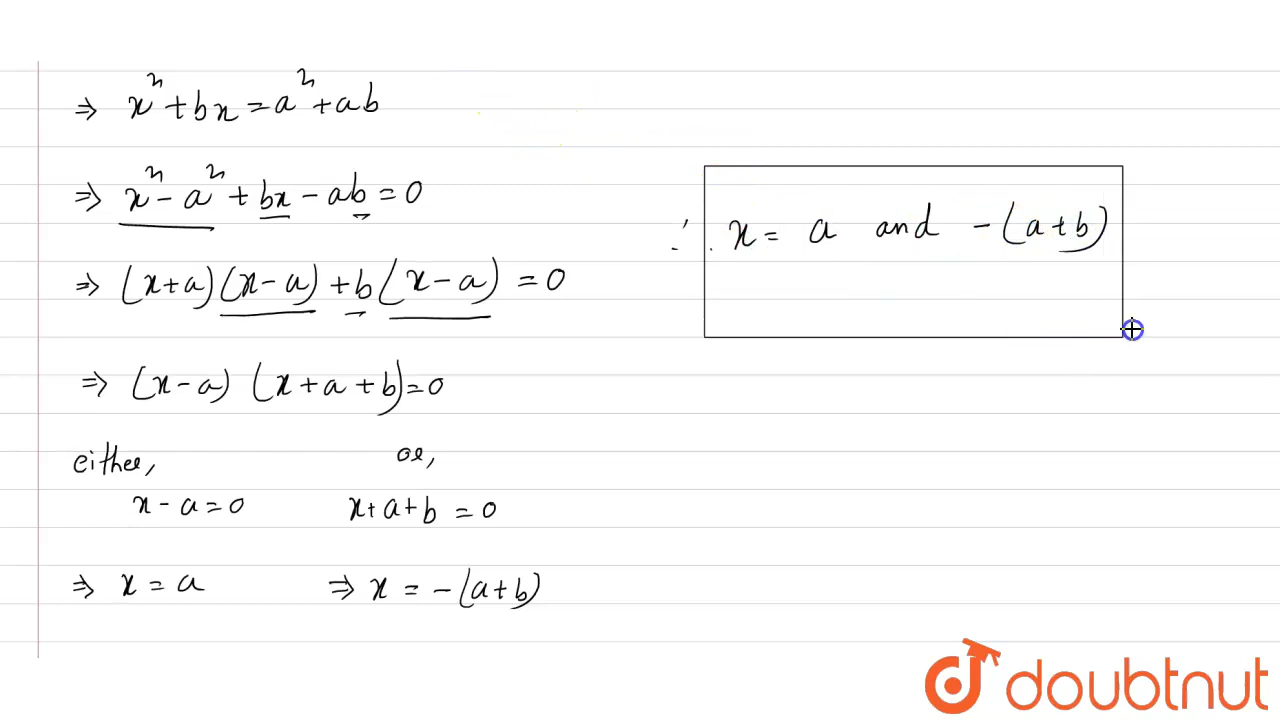 ⇒ x² + bx = a² + ab
⇒ x² - a² + bx - ab = 0
⇒ (x+a)(x-a) + b(x-a) = 0
⇒ (x-a) (x+a+b) = 0
either, or,
x - a = 0 x + a + b = 0
⇒ x = a ⇒ x = -(a+b)
∴ x = a and -(a+b)
doubtnut